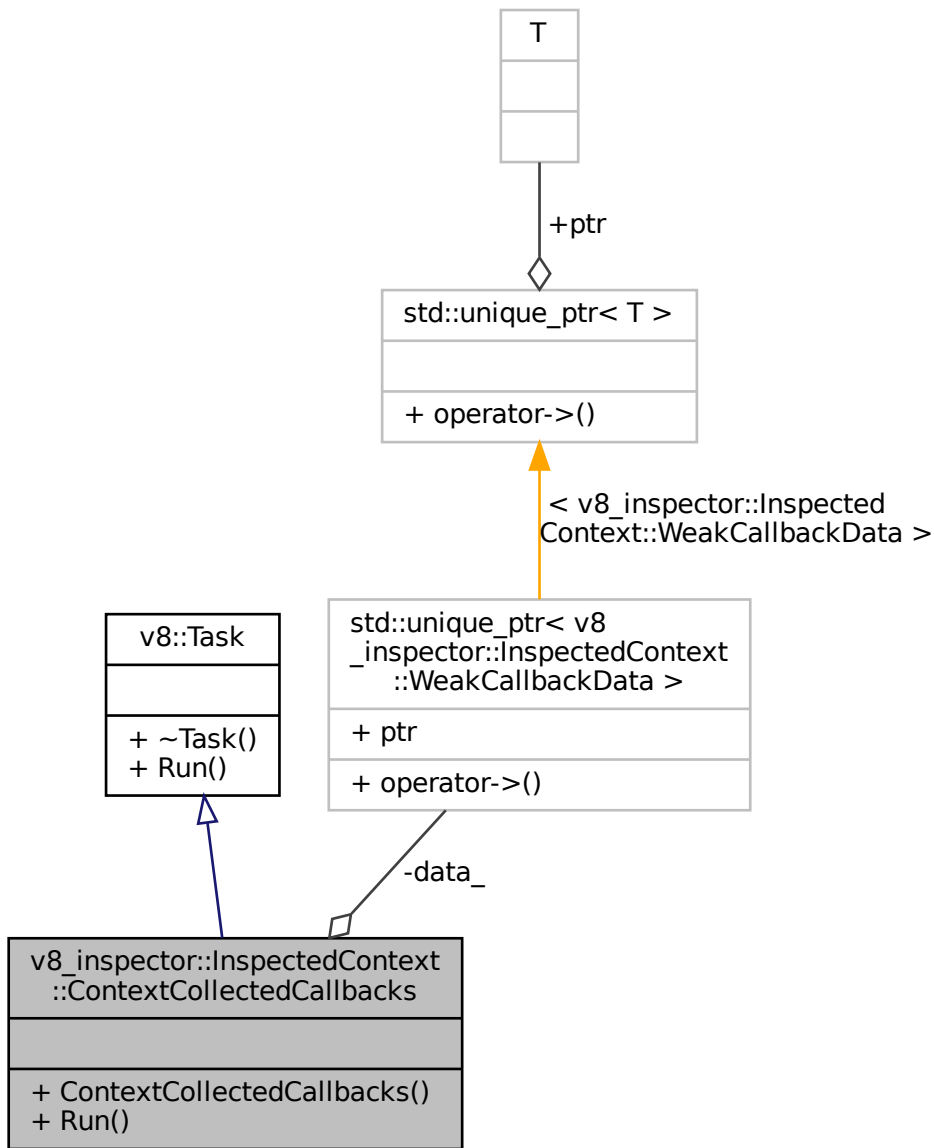 T
+ptr
std::unique_ptr< T >
+ operator->()
< v8_inspector::Inspected
Context::WeakCallbackData >
std::unique_ptr< v8
_inspector::InspectedContext
::WeakCallbackData >
+ ptr
+ operator->()
v8::Task
+ ~Task()
+ Run()
-data_
v8_inspector::InspectedContext
::ContextCollectedCallbacks
+ ContextCollectedCallbacks()
+ Run()